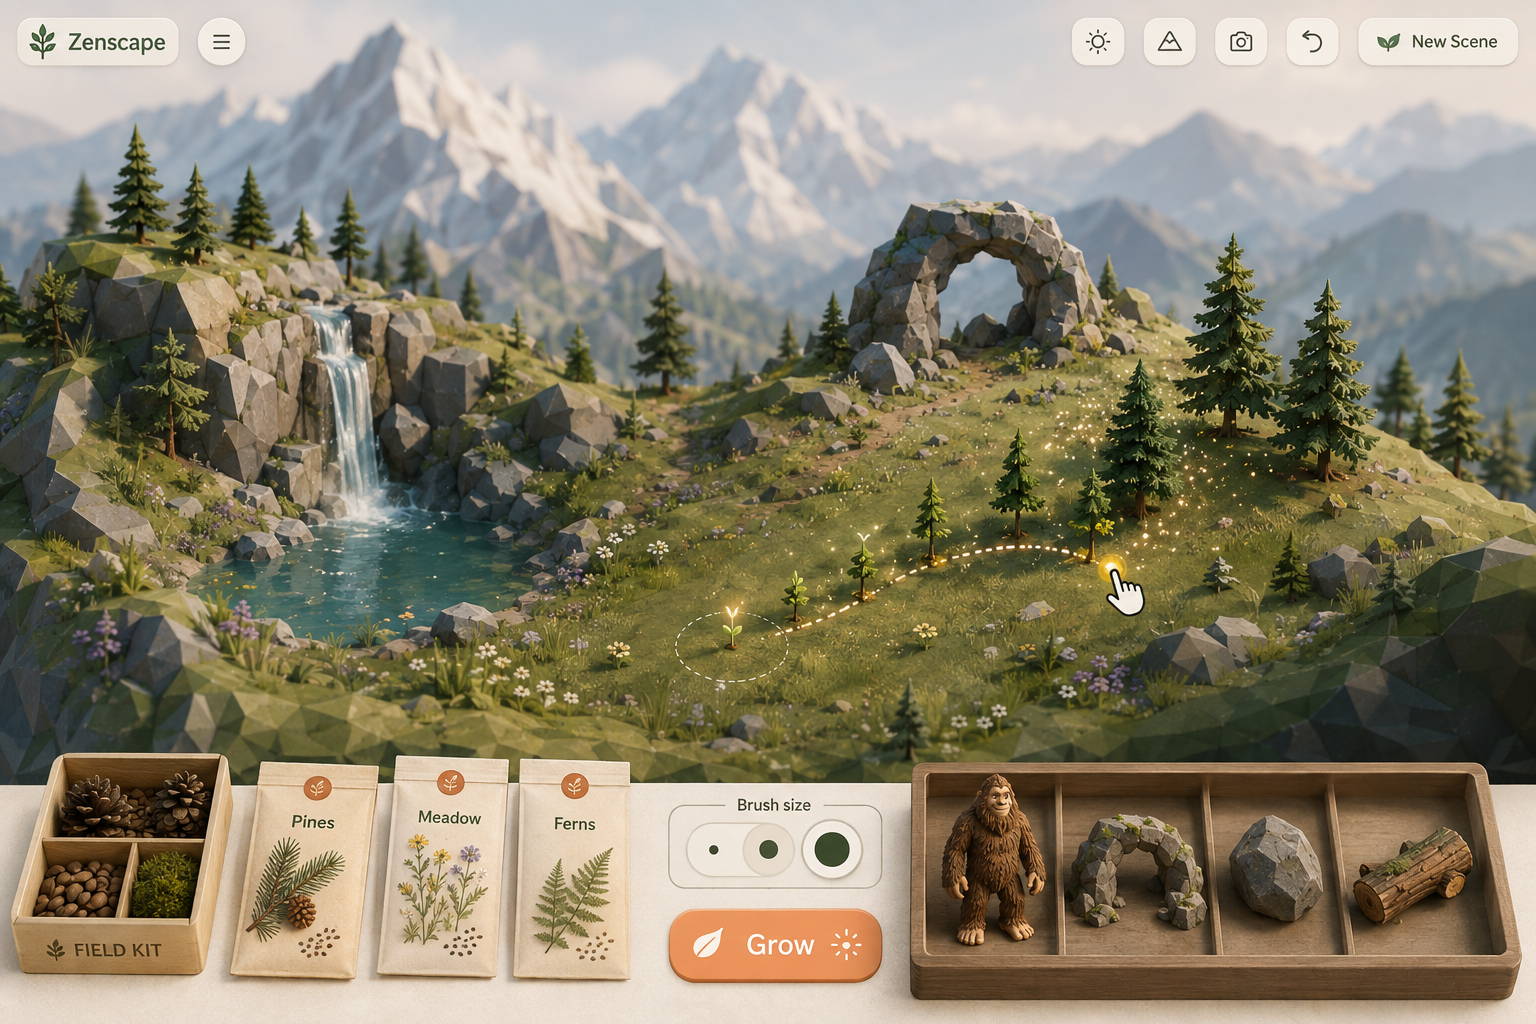 Zenscape
New Scene
FIELD KIT
Pines
Meadow
Ferns
Brush size
Grow